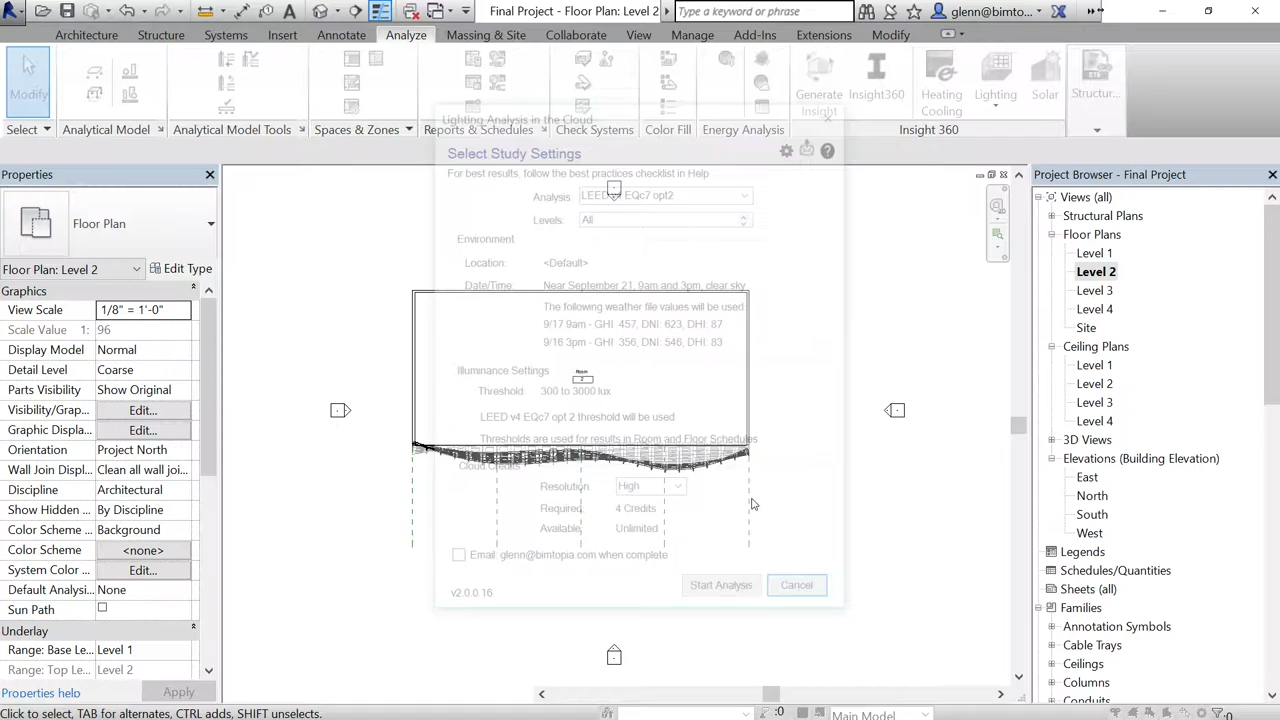 Final Project - Floor Plan: Level 2
Type a keyword or phrase
glenn@bimto...
Architecture Structure Systems Insert Annotate Analyze Massing & Site Collaborate View Manage Add-Ins Extensions Modify
Modify
Generate
Insight
Insight360
Heating
Cooling
Lighting
Solar
Structur...
Select Analytical Model Analytical Model Tools Spaces & Zones Reports & Schedules Check Systems Color Fill Energy Analysis Insight 360
Properties
Floor Plan
Floor Plan: Level 2 Edit Type
Graphics
View Scale 1/8" = 1'-0"
Scale Value 1: 96
Display Model Normal
Detail Level Coarse
Parts Visibility Show Original
Visibility/Grap... Edit...
Graphic Displa... Edit...
Orientation Project North
Wall Join Displ... Clean all wall joi...
Discipline Architectural
Show Hidden ... By Discipline
Color Scheme ... Background
Color Scheme <none>
System Color ... Edit...
Default Analysi... None
Sun Path
Underlay
Range: Base Le... Level 1
Range: Top Le... Level 2
Properties help Apply
Lighting Analysis in the Cloud
Select Study Settings
For best results, follow the best practices checklist in Help
Analysis: LEED v4 EQc7 opt2
Levels: All
Environment
Location: <Default>
Date/Time: Near September 21, 9am and 3pm, clear sky
The following weather file values will be used:
9/17 9am - GHI: 457, DNI: 623, DHI: 87
9/16 3pm - GHI: 356, DNI: 546, DHI: 83
Illuminance Settings
Room
2
Threshold: 300 to 3000 lux
LEED v4 EQc7 opt 2 threshold will be used
Thresholds are used for results in Room and Floor Schedules
Cloud Credits
Resolution: High
Required: 4 Credits
Available: Unlimited
Email: glenn@bimtopia.com when complete
v2.0.0.16
Start Analysis Cancel
Project Browser - Final Project
Views (all)
Structural Plans
Floor Plans
Level 1
Level 2
Level 3
Level 4
Site
Ceiling Plans
Level 1
Level 2
Level 3
Level 4
3D Views
Elevations (Building Elevation)
East
North
South
West
Legends
Schedules/Quantities
Sheets (all)
Families
Annotation Symbols
Cable Trays
Ceilings
Columns
Conduits
Click to select, TAB for alternates, CTRL adds, SHIFT unselects.
:0
Main Model
:0